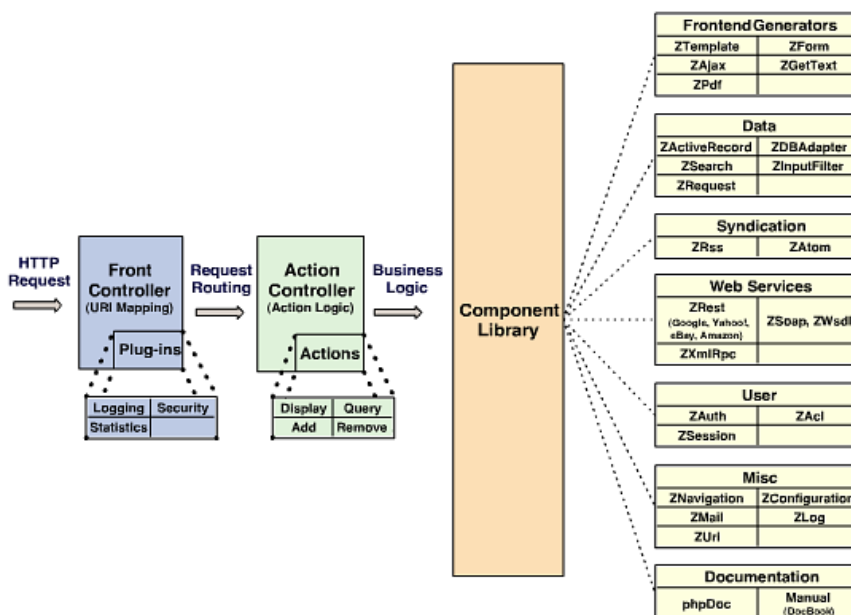 HTTP
Request
Front
Controller
(URI Mapping)
Plug-ins
Logging Security
Statistics
Request
Routing
Action
Controller
(Action Logic)
Actions
Display Query
Add Remove
Business
Logic
Component
Library
Frontend Generators
ZTemplate ZForm
ZAjax ZGetText
ZPdf
Data
ZActiveRecord ZDBAdapter
ZSearch ZInputFilter
ZRequest
Syndication
ZRss ZAtom
Web Services
ZRest
(Google, Yahoo!,
eBay, Amazon)
ZSoap, ZWsdl
ZXmlRpc
User
ZAuth ZAcl
ZSession
Misc
ZNavigation ZConfiguration
ZMail ZLog
ZUrl
Documentation
phpDoc
Manual
(DocBook)